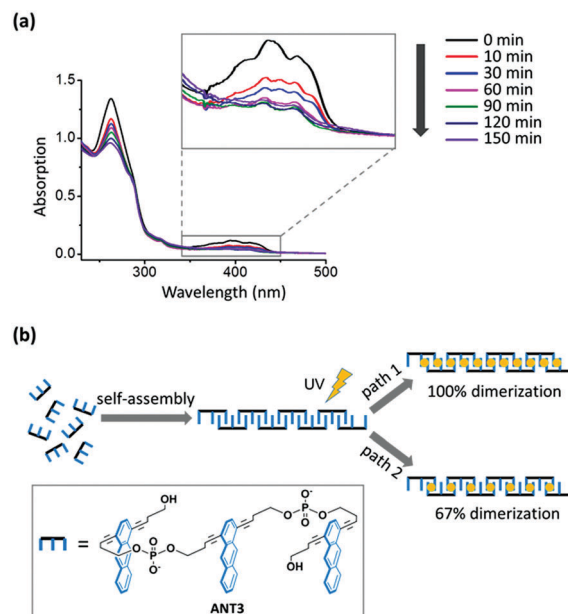 (a)
0 min
10 min
30 min
60 min
90 min
120 min
150 min
1.5
1.0
0.5
0.0
Absorption
300
400
500
Wavelength (nm)
(b)
self-assembly
UV
path 1
100% dimerization
path 2
67% dimerization
=
OH
O⁻
O
P
O
O
O
P
O
O
O⁻
OH
ANT3